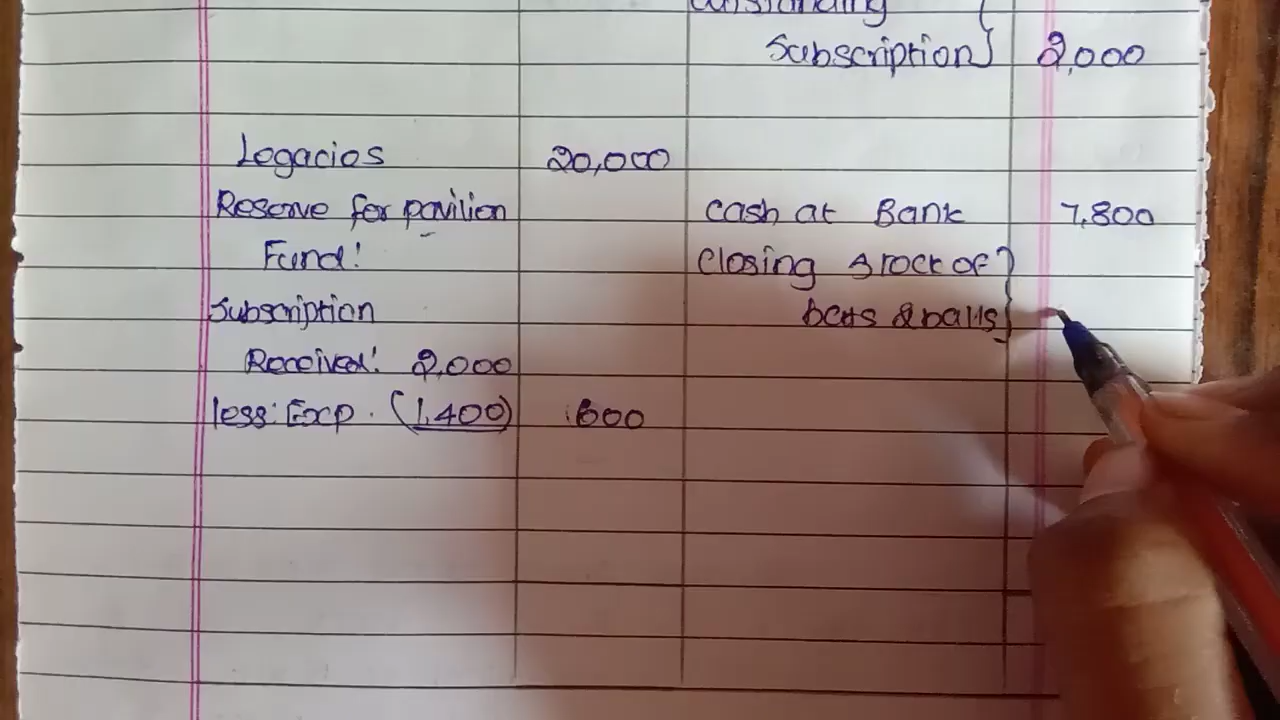 Subscription} 2,000
Legacies 20,000
Reserve for pavilion
Fund:
Cash at Bank 7,800
Closing Stock of
bats & balls}
Subscription
Received: 2,000
less: Exp. (1,400) 600